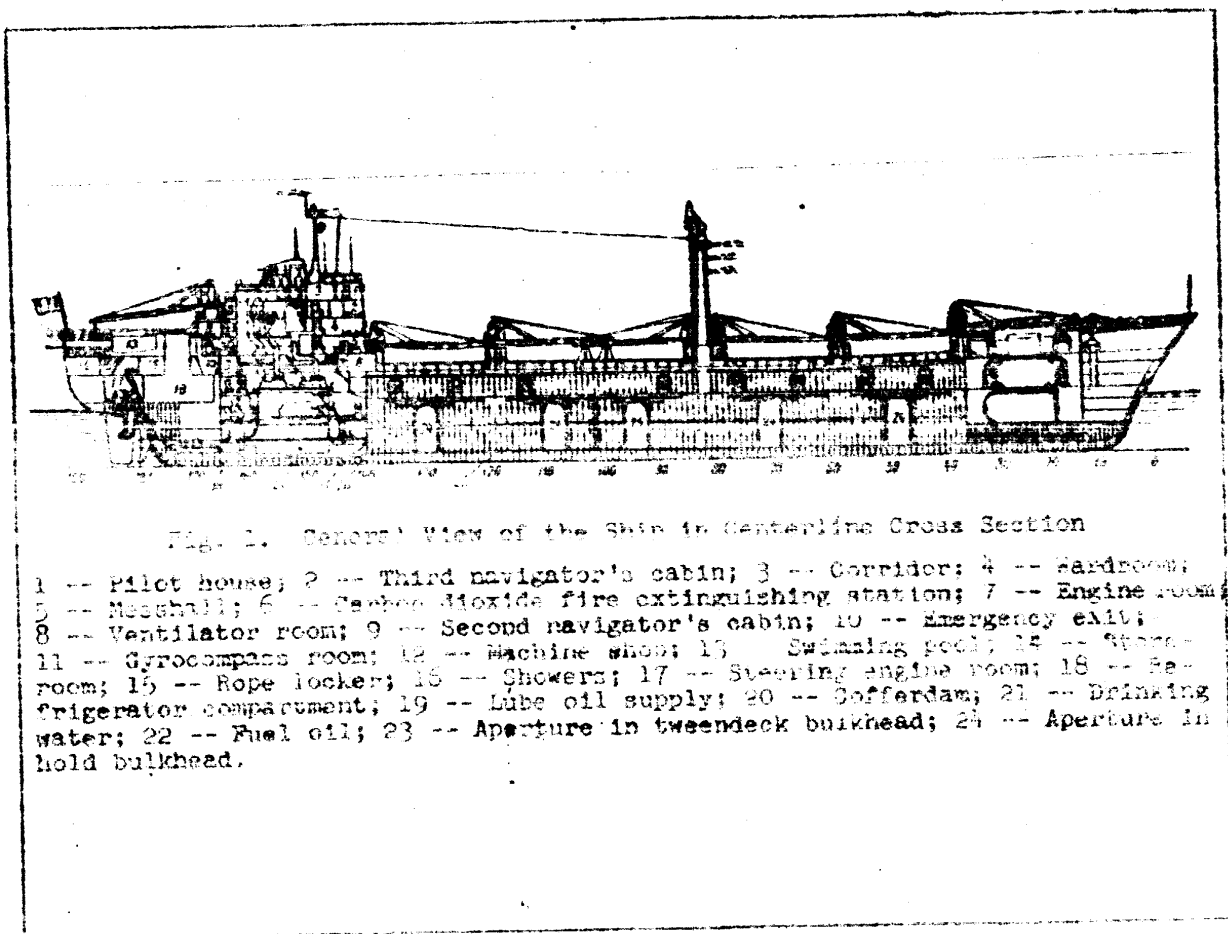 18
24
Fig. 1. General View of the Ship in Centerline Cross Section
1 -- Pilot house; 2 -- Third navigator's cabin; 3 -- Corridor; 4 -- Wardroom;
5 -- Messhall; 6 -- Carbon dioxide fire extinguishing station; 7 -- Engine room;
8 -- Ventilator room; 9 -- Second navigator's cabin; 10 -- Emergency exit;
11 -- Gyrocompass room; 12 -- Machine shop; 13 Swimming pool; 14 -- Store-
room; 15 -- Rope locker; 16 -- Showers; 17 -- Steering engine room; 18 -- Re-
frigerator compartment; 19 -- Lube oil supply; 20 -- Cofferdam; 21 -- Drinking
water; 22 -- Fuel oil; 23 -- Aperture in tweendeck bulkhead; 24 -- Aperture in
hold bulkhead.